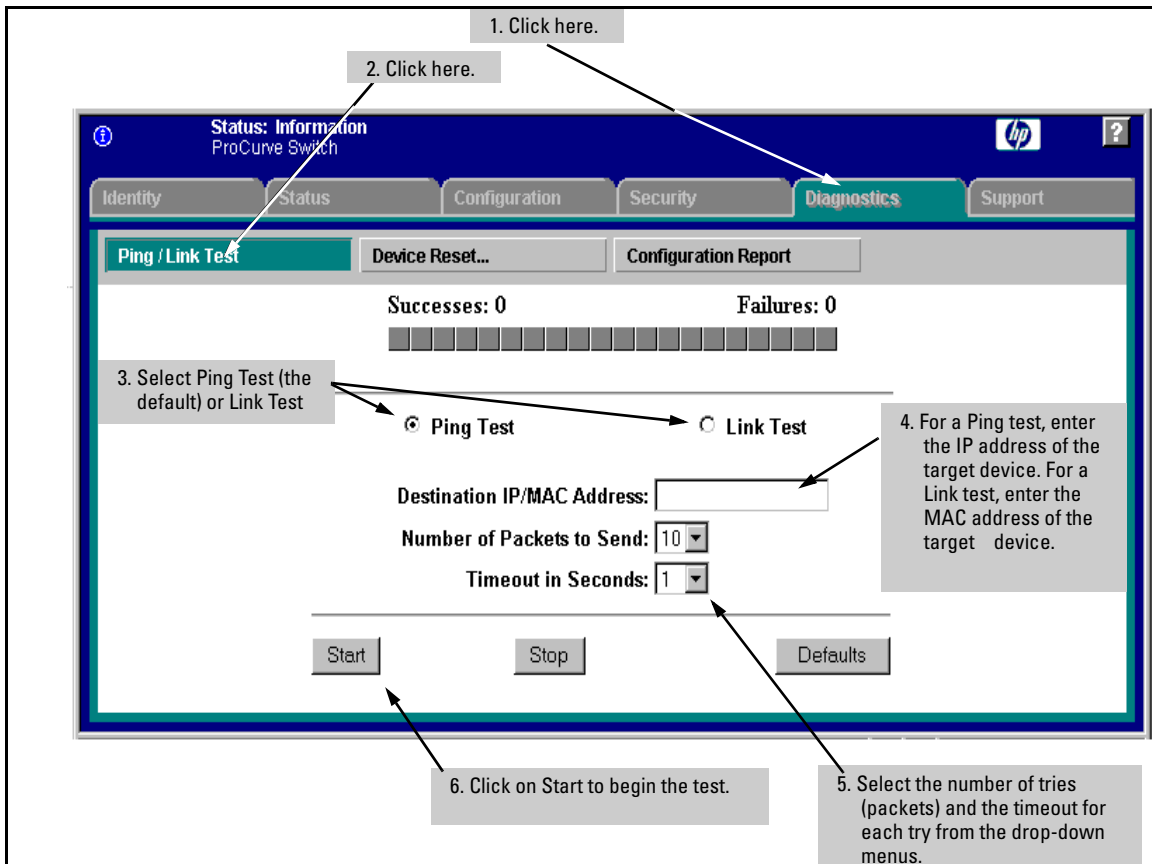 1. Click here.
2. Click here.
Status: Information
ProCurve Switch
hp
?
Identity
Status
Configuration
Security
Diagnostics
Support
Ping / Link Test
Device Reset...
Configuration Report
Successes: 0
Failures: 0
3. Select Ping Test (the
default) or Link Test
Ping Test
Link Test
4. For a Ping test, enter
the IP address of the
target device. For a
Link test, enter the
MAC address of the
target device.
Destination IP/MAC Address:
Number of Packets to Send: 10
Timeout in Seconds: 1
Start
Stop
Defaults
6. Click on Start to begin the test.
5. Select the number of tries
(packets) and the timeout for
each try from the drop-down
menus.